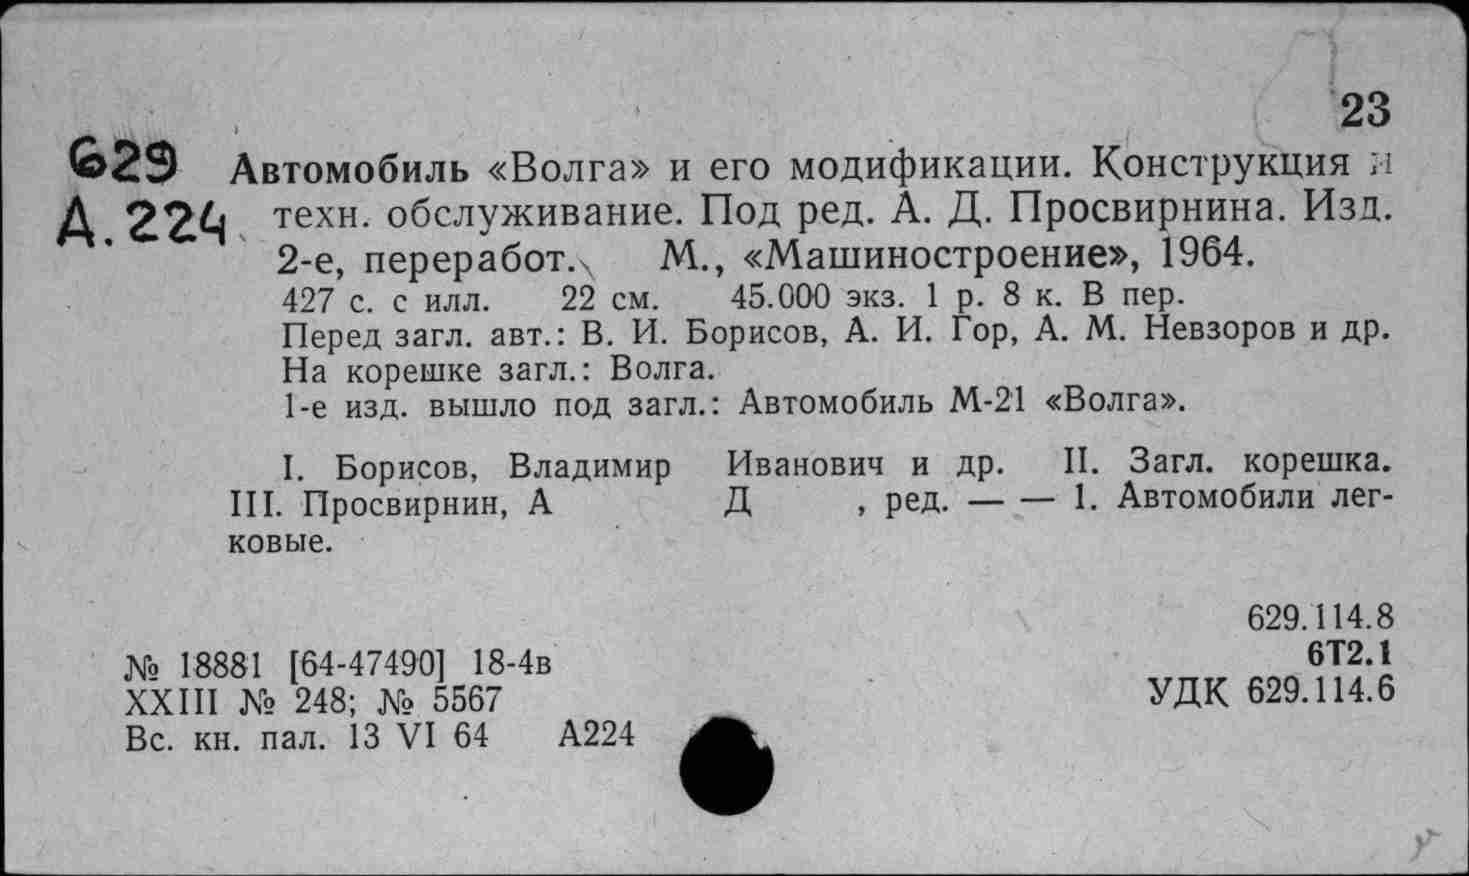 23
629 Автомобиль «Волга» и его модификации. Конструкция и
А.224 техн. обслуживание. Под ред. А. Д. Просвирнина. Изд.
2-е, переработ. М., «Машиностроение», 1964.
427 с. с илл. 22 см. 45.000 экз. 1 р. 8 к. В пер.
Перед загл. авт.: В. И. Борисов, А. И. Гор, А. М. Невзоров и др.
На корешке загл.: Волга.
1-е изд. вышло под загл.: Автомобиль М-21 «Волга».
I. Борисов, Владимир Иванович и др. II. Загл. корешка.
III. Просвирнин, А Д , ред. — — 1. Автомобили лег-
ковые.
629.114.8
6Т2.1
УДК 629.114.6
№ 18881 [64-47490] 18-4в
XXIII № 248; № 5567
Вс. кн. пал. 13 VI 64 А224